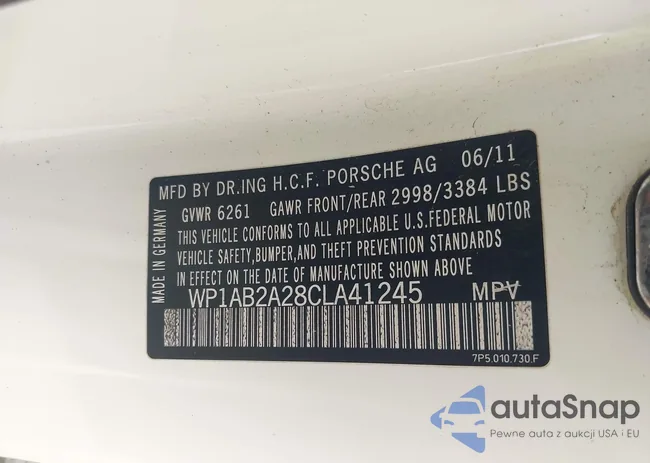 MFD BY DR.ING H.C.F. PORSCHE AG 06/11
GVWR 6261 GAWR FRONT/REAR 2998/3384 LBS
THIS VEHICLE CONFORMS TO ALL APPLICABLE U.S.FEDERAL MOTOR
VEHICLE SAFETY,BUMPER,AND THEFT PREVENTION STANDARDS
IN EFFECT ON THE DATE OF MANUFACTURE SHOWN ABOVE
WP1AB2A28CLA41245 MPV
MADE IN GERMANY
7P5.010.730.F
autaSnap
Pewne auta z aukcji USA i EU